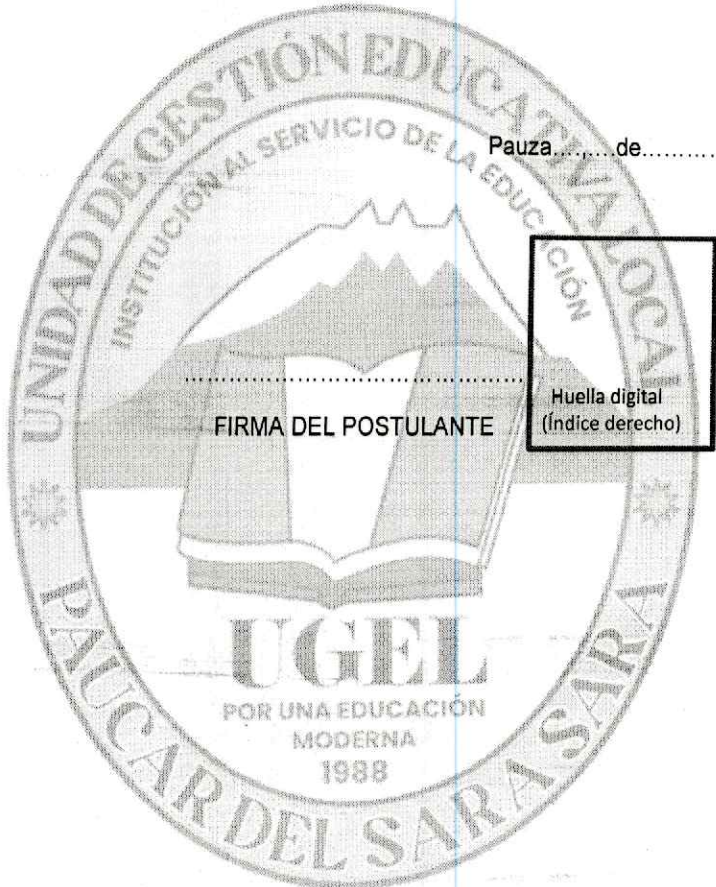 UNIDAD DE GESTIÓN EDUCATIVA LOCAL
INSTITUCIÓN AL SERVICIO DE LA EDUCACIÓN
Pauza........de.........
Huella digital
(Índice derecho)
FIRMA DEL POSTULANTE
UGEL
POR UNA EDUCACIÓN
MODERNA
1988
PAUCAR DEL SARA SARA